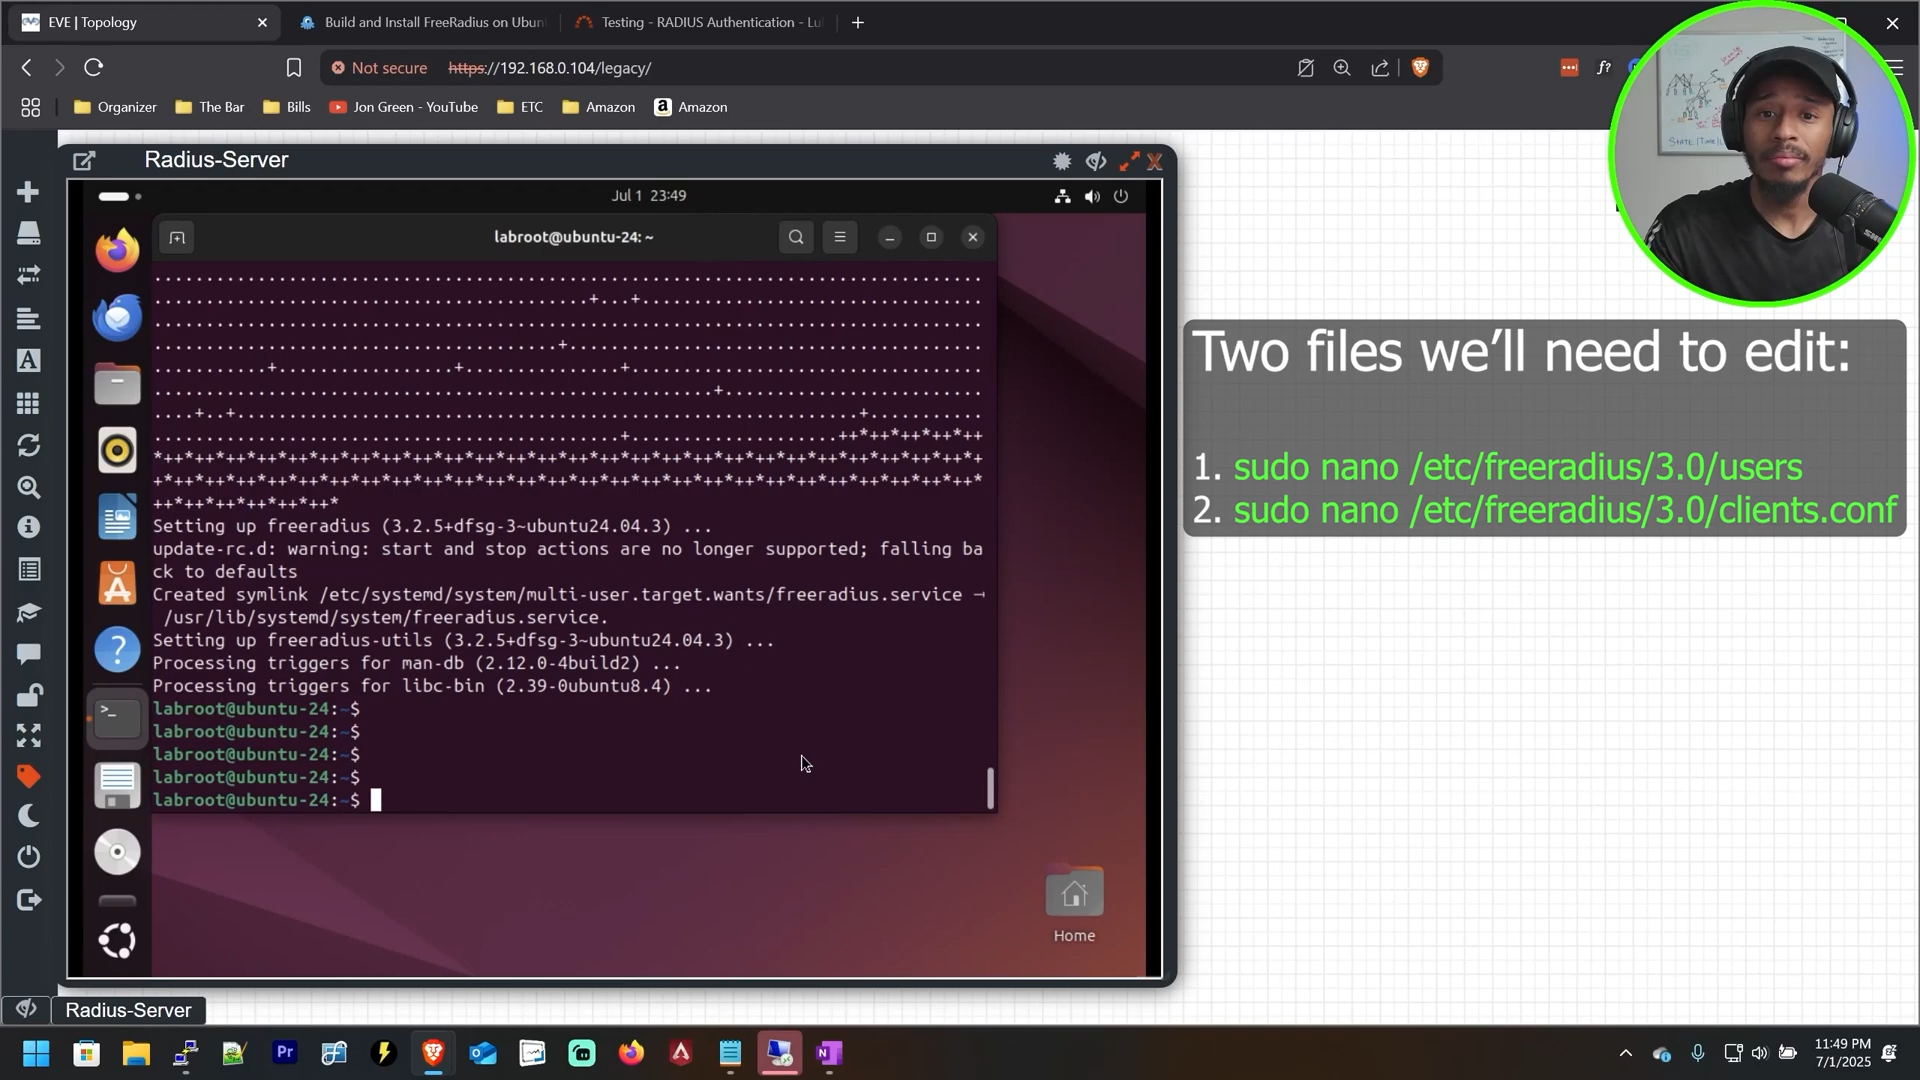 EVE | Topology
Build and Install FreeRadius on Ubun
Testing - RADIUS Authentication - Lu
Not secure
https://192.168.0.104/legacy/
Organizer
The Bar
Bills
Jon Green - YouTube
ETC
Amazon
Amazon
Radius-Server
Jul 1 23:49
labroot@ubuntu-24: ~
.................................................................................
..........................................+...+.................................
.................................................................................
.......................................+.........................................
...........+.................+...............+..................................
......................................................+.........................
....+..+............................................................+...........
.............................................+....................++*++*++*++*++
*++*++*++*++*++*++*++*++*++*++*++*++*++*++*++*++*++*++*++*++*++*++*++*++*++*++*+
*++*++*++*++*++*++*++*++*++*++*++*++*++*++*++*++*++*++*++*++*++*++*++*++*++*++*+
++*++*++*++*++*++*
Setting up freeradius (3.2.5+dfsg-3~ubuntu24.04.3) ...
update-rc.d: warning: start and stop actions are no longer supported; falling ba
ck to defaults
Created symlink /etc/systemd/system/multi-user.target.wants/freeradius.service →
/usr/lib/systemd/system/freeradius.service.
Setting up freeradius-utils (3.2.5+dfsg-3~ubuntu24.04.3) ...
Processing triggers for man-db (2.12.0-4build2) ...
Processing triggers for libc-bin (2.39-0ubuntu8.4) ...
labroot@ubuntu-24:~$
labroot@ubuntu-24:~$
labroot@ubuntu-24:~$
labroot@ubuntu-24:~$
labroot@ubuntu-24:~$
Home
Two files we'll need to edit:
1. sudo nano /etc/freeradius/3.0/users
2. sudo nano /etc/freeradius/3.0/clients.conf
Radius-Server
11:49 PM
7/1/2025